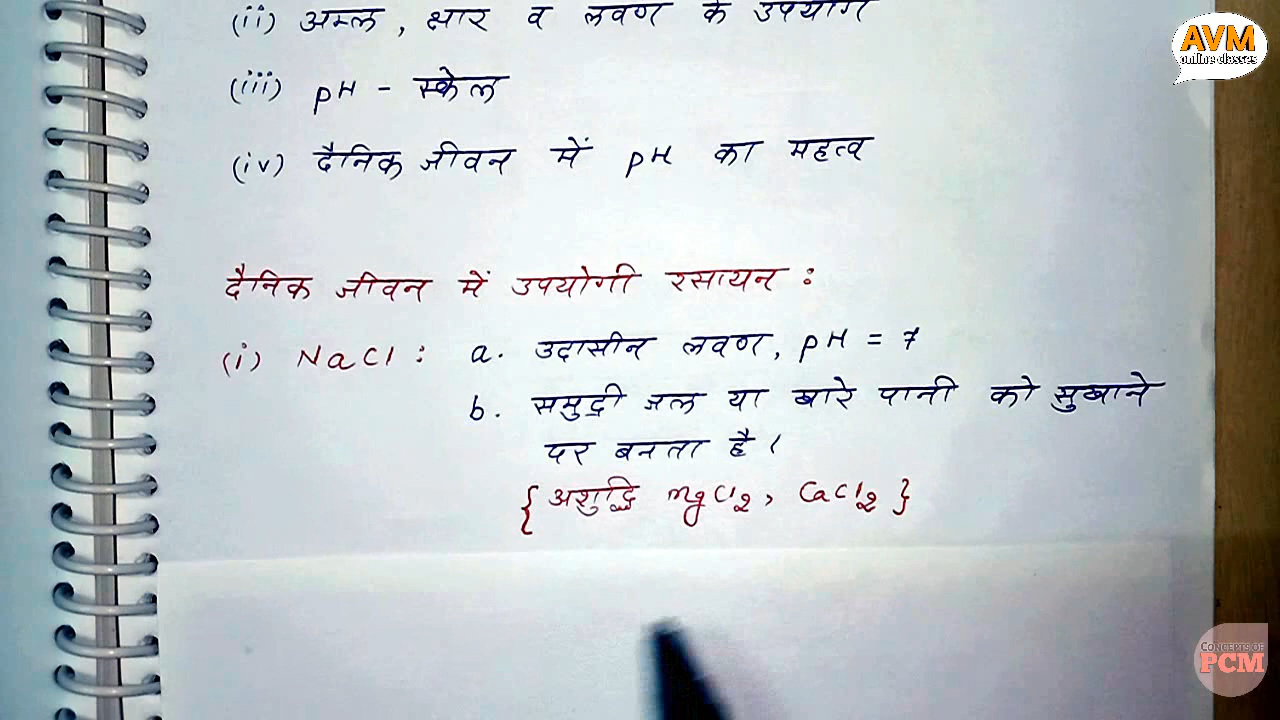 (ii) अम्ल, क्षार व लवण के उपयोग
(iii) pH - स्केल
(iv) दैनिक जीवन में pH का महत्व
दैनिक जीवन में उपयोगी रसायन :
(i) NaCl : a. उदासीन लवण, pH = 7
b. समुद्री जल या खारे पानी को सुखाने
पर बनता है।
{ अशुद्धि MgCl₂, CaCl₂ }
AVM
online classes
CONCEPTS OF
PCM